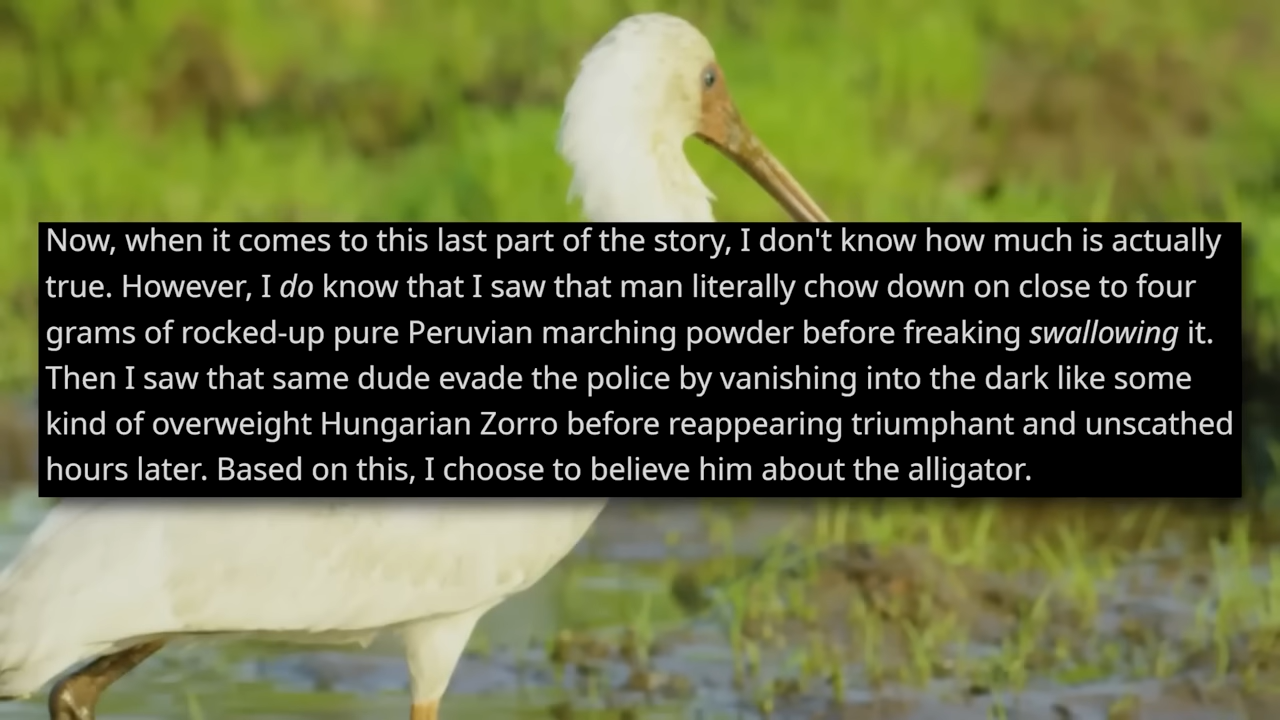 Now, when it comes to this last part of the story, I don't know how much is actually
true. However, I do know that I saw that man literally chow down on close to four
grams of rocked-up pure Peruvian marching powder before freaking swallowing it.
Then I saw that same dude evade the police by vanishing into the dark like some
kind of overweight Hungarian Zorro before reappearing triumphant and unscathed
hours later. Based on this, I choose to believe him about the alligator.